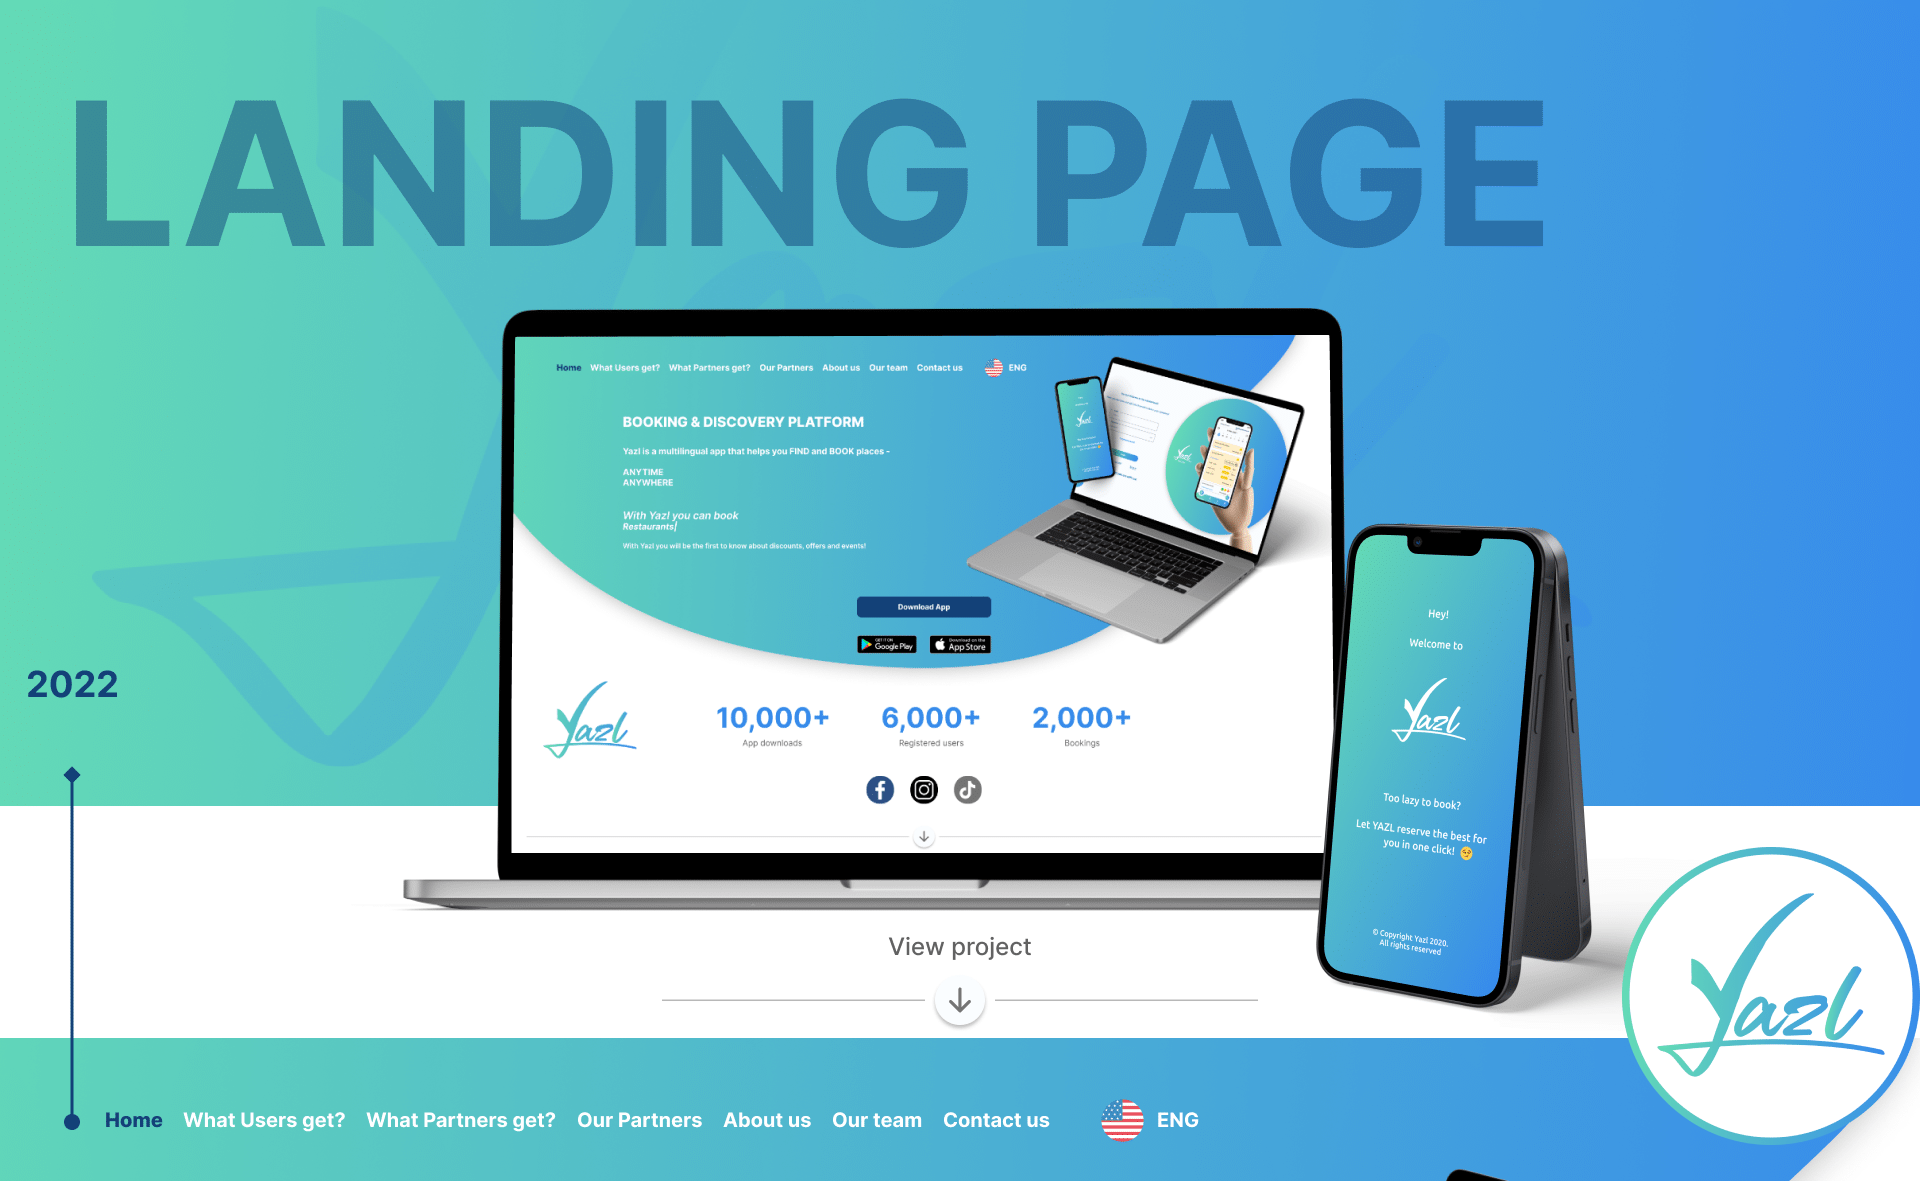 LANDING PAGE
Home What Users get? What Partners get? Our Partners About us Our team Contact us ENG
BOOKING & DISCOVERY PLATFORM
Yazl is a multilingual app that helps you FIND and BOOK places -
ANYTIME
ANYWHERE
With Yazl you can book
Restaurants|
With Yazl you will be the first to know about discounts, offers and events!
Download App
GET IT ON
Google Play
Download on the
App Store
Yazl
Yazl
Yazl
10,000+ 6,000+ 2,000+
App downloads Registered users Bookings
2022
Hey!
Welcome to
Yazl
Too lazy to book?
Let YAZL reserve the best for
you in one click! 😏
© Copyright Yazl 2020.
All rights reserved
View project
Yazl
Home What Users get? What Partners get? Our Partners About us Our team Contact us ENG